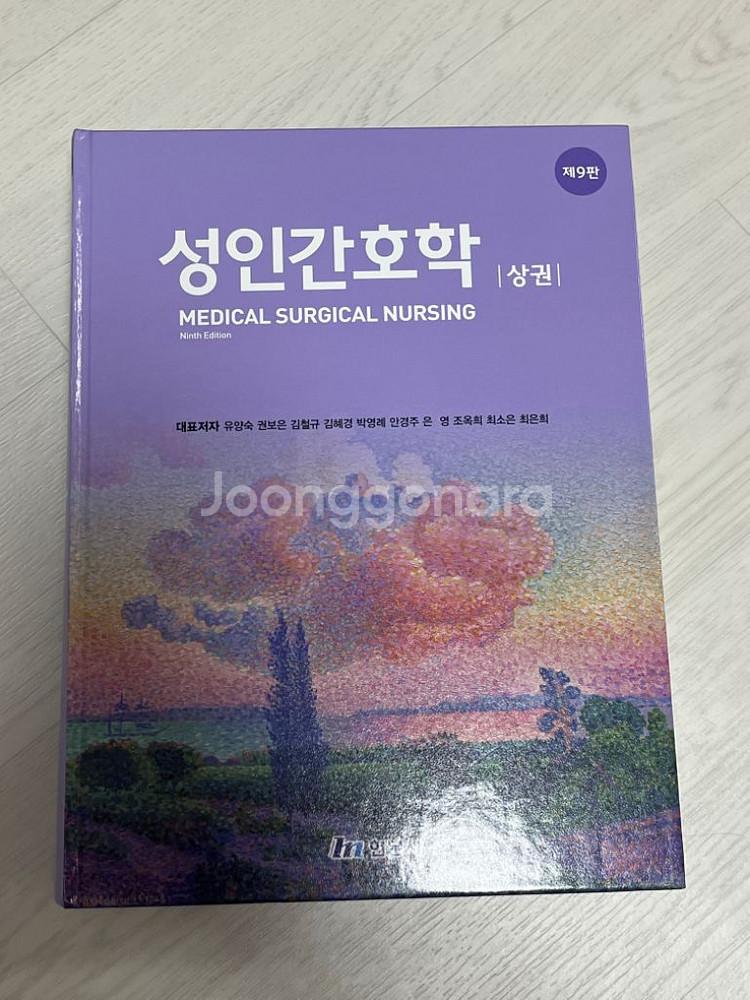 제9판
성인간호학 |상권|
MEDICAL SURGICAL NURSING
Ninth Edition
대표저자 유양숙 권보은 김철규 김혜경 박영례 안경주 은 영 조옥희 최소은 최은희
Joonggonara